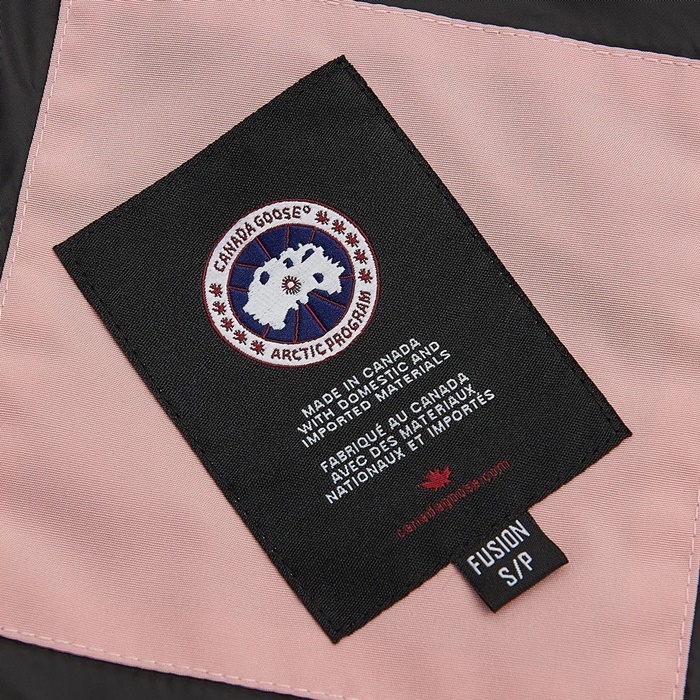 CANADA GOOSE®
ARCTIC PROGRAM
MADE IN CANADA
WITH DOMESTIC AND
IMPORTED MATERIALS
FABRIQUÉ AU CANADA
AVEC DES MATERIAUX
NATIONAUX ET IMPORTÉS
canadagoose.com
FUSION
S/P